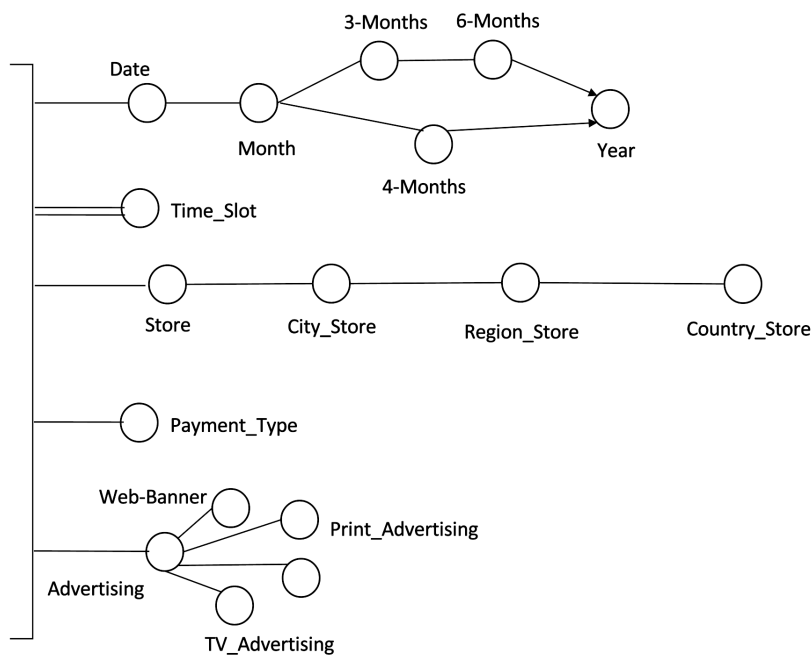 3-Months
6-Months
Date
Month
Year
4-Months
Time_Slot
Store
City_Store
Region_Store
Country_Store
Payment_Type
Web-Banner
Print_Advertising
Advertising
TV_Advertising